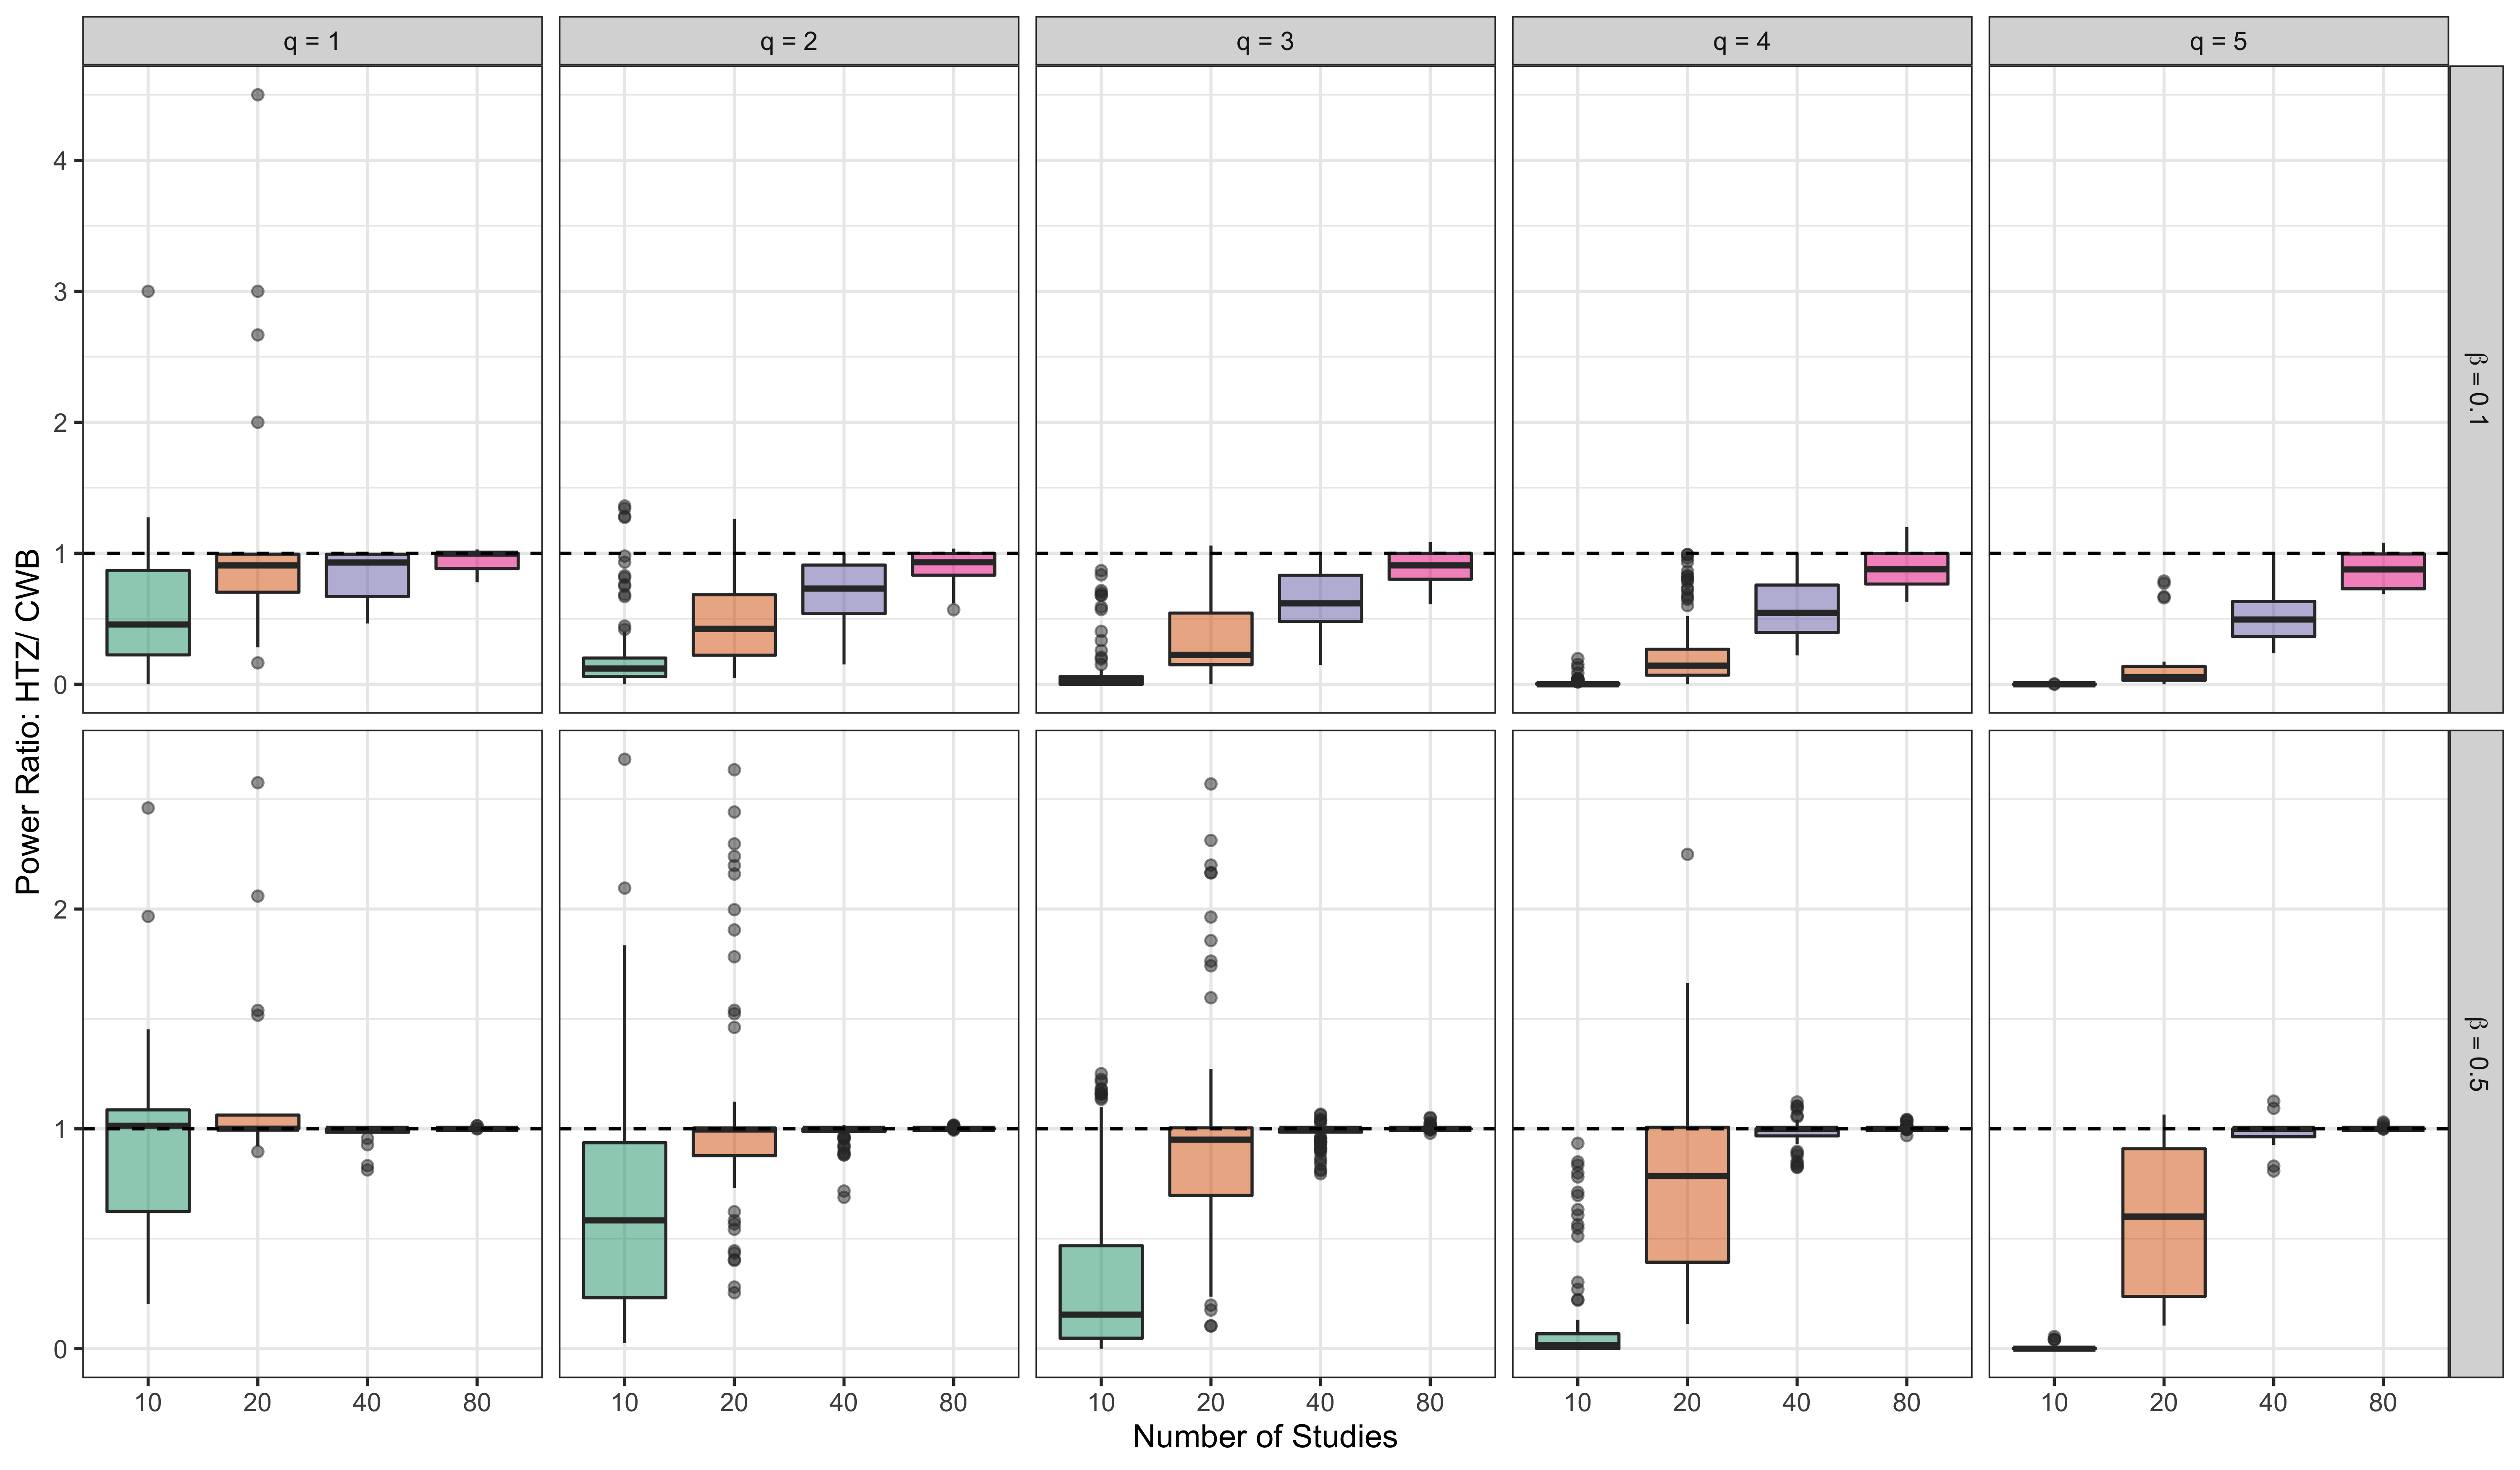 q = 1
q = 2
q = 3
q = 4
q = 5
4
3
2
1
0
β = 0.1
Power Ratio: HTZ/ CWB
2
1
0
β = 0.5
10 20 40 80
10 20 40 80
10 20 40 80
10 20 40 80
10 20 40 80
Number of Studies